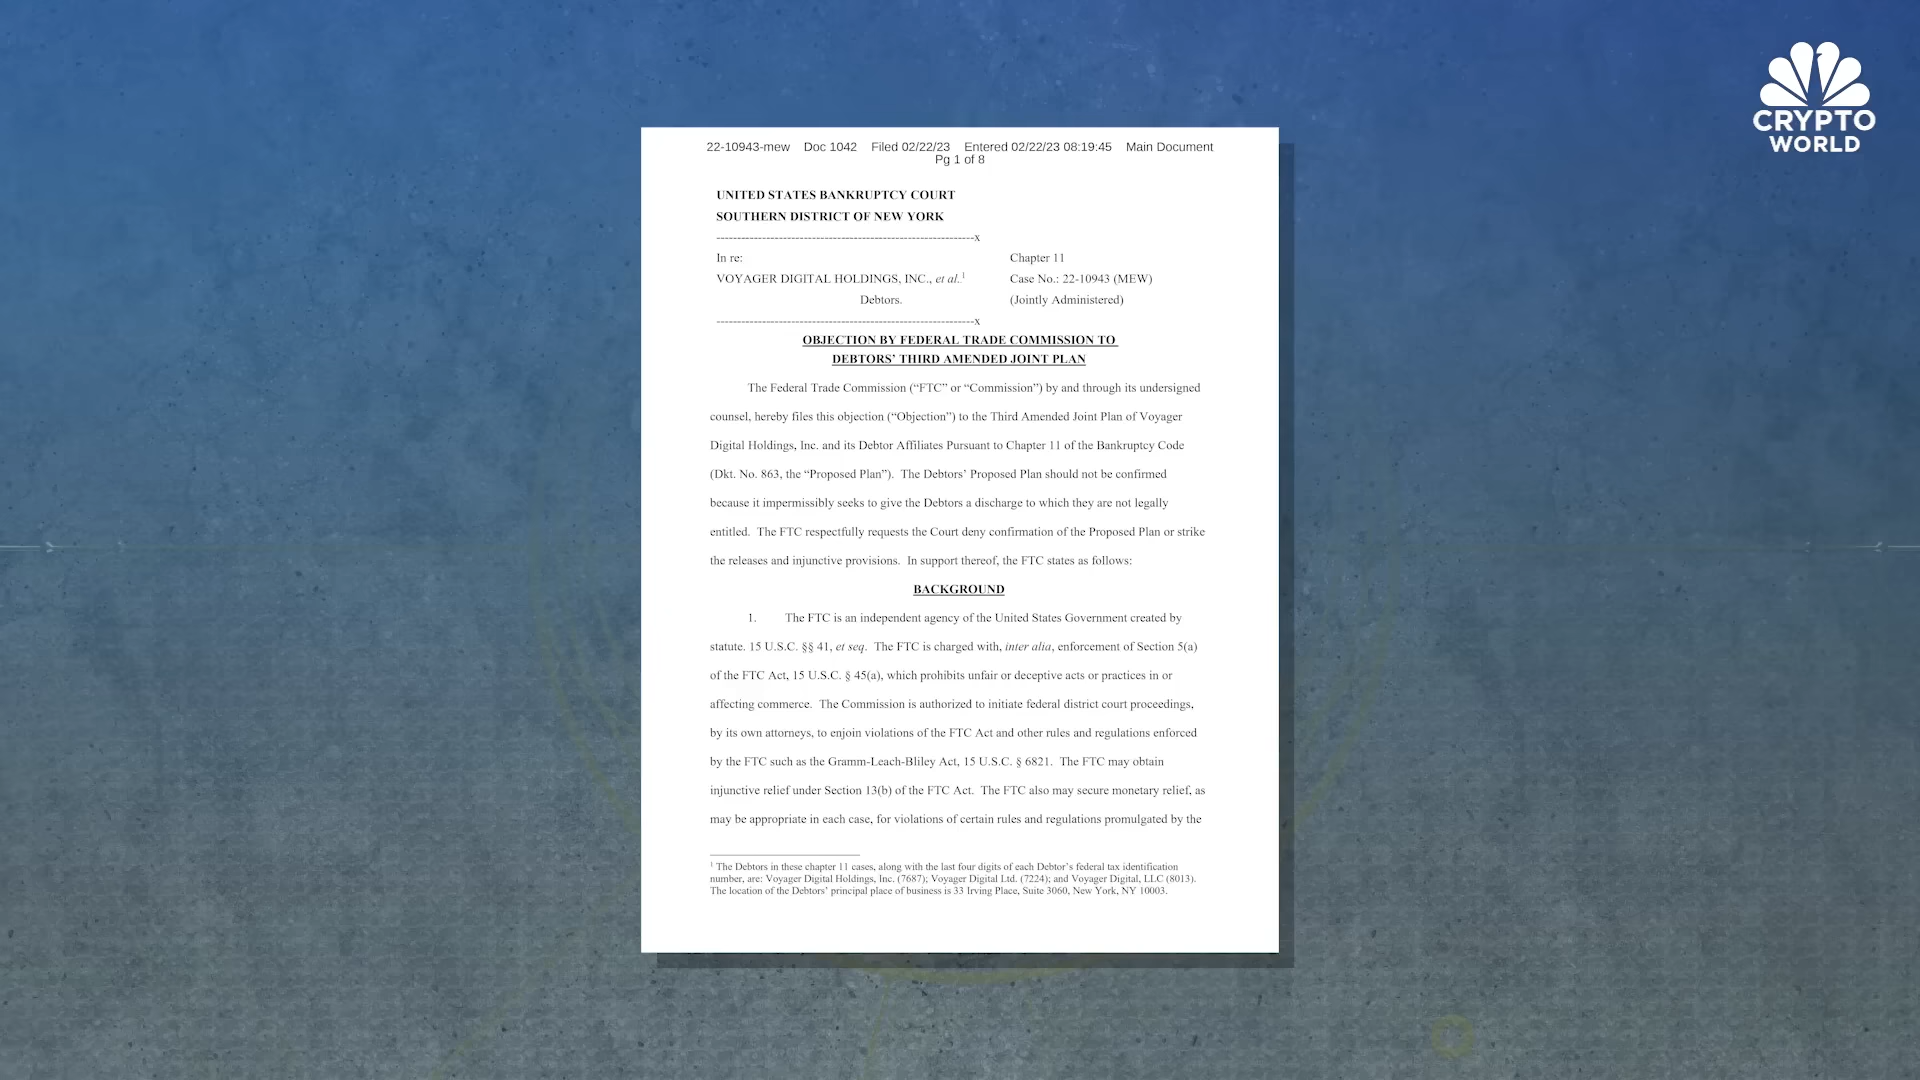 CRYPTO
WORLD
22-10943-mew Doc 1042 Filed 02/22/23 Entered 02/22/23 08:19:45 Main Document
Pg 1 of 8
UNITED STATES BANKRUPTCY COURT
SOUTHERN DISTRICT OF NEW YORK
---------------------------------------------------------------x
In re:
Chapter 11
VOYAGER DIGITAL HOLDINGS, INC., et al.¹
Case No.: 22-10943 (MEW)
Debtors.
(Jointly Administered)
---------------------------------------------------------------x
OBJECTION BY FEDERAL TRADE COMMISSION TO
DEBTORS’ THIRD AMENDED JOINT PLAN
The Federal Trade Commission (“FTC” or “Commission”) by and through its undersigned
counsel, hereby files this objection (“Objection”) to the Third Amended Joint Plan of Voyager
Digital Holdings, Inc. and its Debtor Affiliates Pursuant to Chapter 11 of the Bankruptcy Code
(Dkt. No. 863, the “Proposed Plan”). The Debtors’ Proposed Plan should not be confirmed
because it impermissibly seeks to give the Debtors a discharge to which they are not legally
entitled. The FTC respectfully requests the Court deny confirmation of the Proposed Plan or strike
the releases and injunctive provisions. In support thereof, the FTC states as follows:
BACKGROUND
1. The FTC is an independent agency of the United States Government created by
statute. 15 U.S.C. §§ 41, et seq. The FTC is charged with, inter alia, enforcement of Section 5(a)
of the FTC Act, 15 U.S.C. § 45(a), which prohibits unfair or deceptive acts or practices in or
affecting commerce. The Commission is authorized to initiate federal district court proceedings,
by its own attorneys, to enjoin violations of the FTC Act and other rules and regulations enforced
by the FTC such as the Gramm-Leach-Bliley Act, 15 U.S.C. § 6821. The FTC may obtain
injunctive relief under Section 13(b) of the FTC Act. The FTC also may secure monetary relief, as
may be appropriate in each case, for violations of certain rules and regulations promulgated by the
¹ The Debtors in these chapter 11 cases, along with the last four digits of each Debtor’s federal tax identification
number, are: Voyager Digital Holdings, Inc. (7687); Voyager Digital Ltd. (7224); and Voyager Digital, LLC (8013).
The location of the Debtors’ principal place of business is 33 Irving Place, Suite 3060, New York, NY 10003.